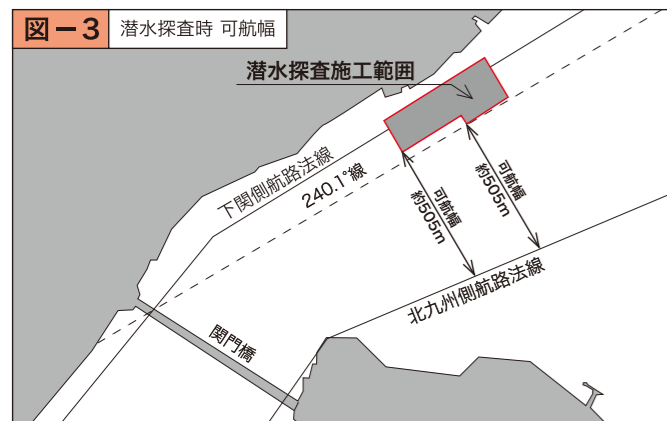 図－3 潜水探査時 可航幅
潜水探査施工範囲
下関側航路法線
240.1°線
可航幅
約505m
可航幅
約505m
北九州側航路法線
関門橋